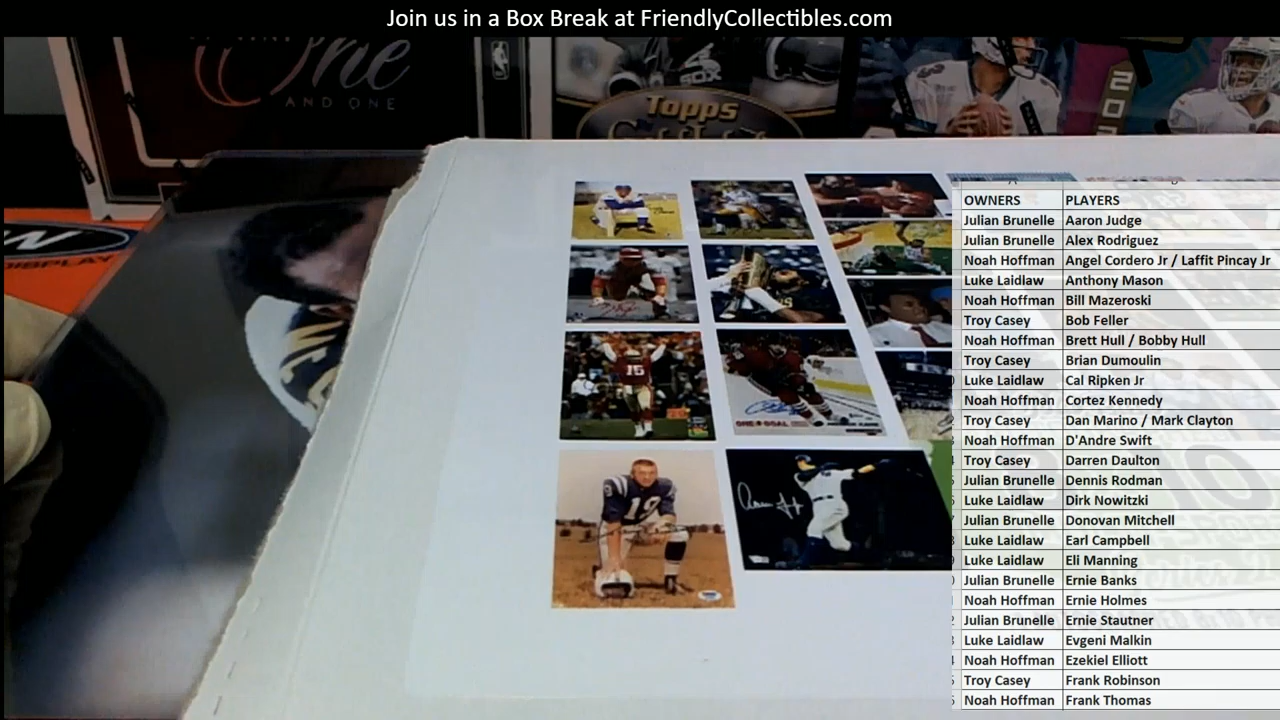 Join us in a Box Break at FriendlyCollectibles.com
One
AND ONE
SOX
Topps
DISPLAY
15
19
OWNERS PLAYERS
Julian Brunelle Aaron Judge
Julian Brunelle Alex Rodriguez
Noah Hoffman Angel Cordero Jr / Laffit Pincay Jr
Luke Laidlaw Anthony Mason
Noah Hoffman Bill Mazeroski
Troy Casey Bob Feller
Noah Hoffman Brett Hull / Bobby Hull
Troy Casey Brian Dumoulin
Luke Laidlaw Cal Ripken Jr
Noah Hoffman Cortez Kennedy
Troy Casey Dan Marino / Mark Clayton
Noah Hoffman D'Andre Swift
Troy Casey Darren Daulton
Julian Brunelle Dennis Rodman
Luke Laidlaw Dirk Nowitzki
Julian Brunelle Donovan Mitchell
Luke Laidlaw Earl Campbell
Luke Laidlaw Eli Manning
Julian Brunelle Ernie Banks
Noah Hoffman Ernie Holmes
Julian Brunelle Ernie Stautner
Luke Laidlaw Evgeni Malkin
Noah Hoffman Ezekiel Elliott
Troy Casey Frank Robinson
Noah Hoffman Frank Thomas